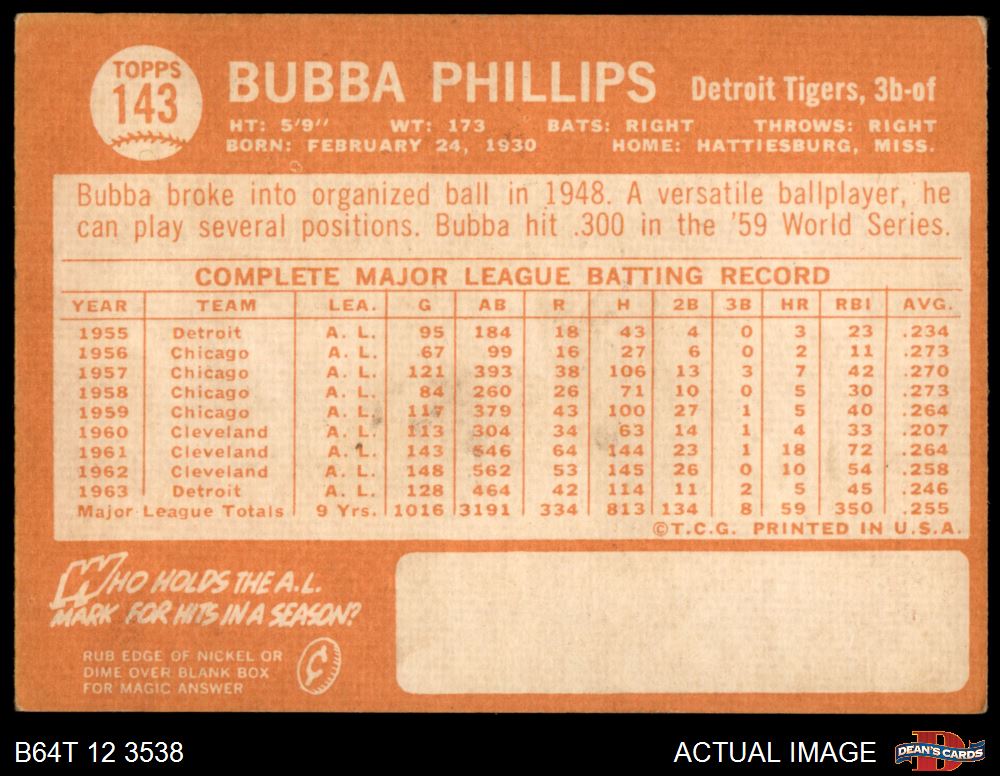 TOPPS
143
BUBBA PHILLIPS Detroit Tigers, 3b-of
HT: 5'9" WT: 173 BATS: RIGHT THROWS: RIGHT
BORN: FEBRUARY 24, 1930 HOME: HATTIESBURG, MISS.
Bubba broke into organized ball in 1948. A versatile ballplayer, he
can play several positions. Bubba hit .300 in the '59 World Series.
COMPLETE MAJOR LEAGUE BATTING RECORD
YEAR TEAM LEA. G AB R H 2B 3B HR RBI AVG.
1955 Detroit A. L. 95 184 18 43 4 0 3 23 .234
1956 Chicago A. L. 67 99 16 27 6 0 2 11 .273
1957 Chicago A. L. 121 393 38 106 13 3 7 42 .270
1958 Chicago A. L. 84 260 26 71 10 0 5 30 .273
1959 Chicago A. L. 117 379 43 100 27 1 5 40 .264
1960 Cleveland A. L. 113 304 34 63 14 1 4 33 .207
1961 Cleveland A. L. 143 546 64 144 23 1 18 72 .264
1962 Cleveland A. L. 148 562 53 145 26 0 10 54 .258
1963 Detroit A. L. 128 464 42 114 11 2 5 45 .246
Major League Totals 9 Yrs. 1016 3191 334 813 134 8 59 350 .255
©T.C.G. PRINTED IN U.S.A.
WHO HOLDS THE A.L.
MARK FOR HITS IN A SEASON?
RUB EDGE OF NICKEL OR
DIME OVER BLANK BOX
FOR MAGIC ANSWER
B64T 12 3538 ACTUAL IMAGE DEAN'S CARDS